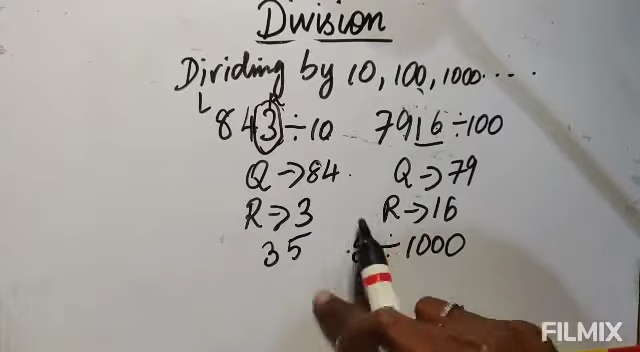 Division
Dividing by 10, 100, 1000.....
843÷10 7916÷100
Q→84 Q→79
R→3 R→16
35 ÷1000
FILMIX